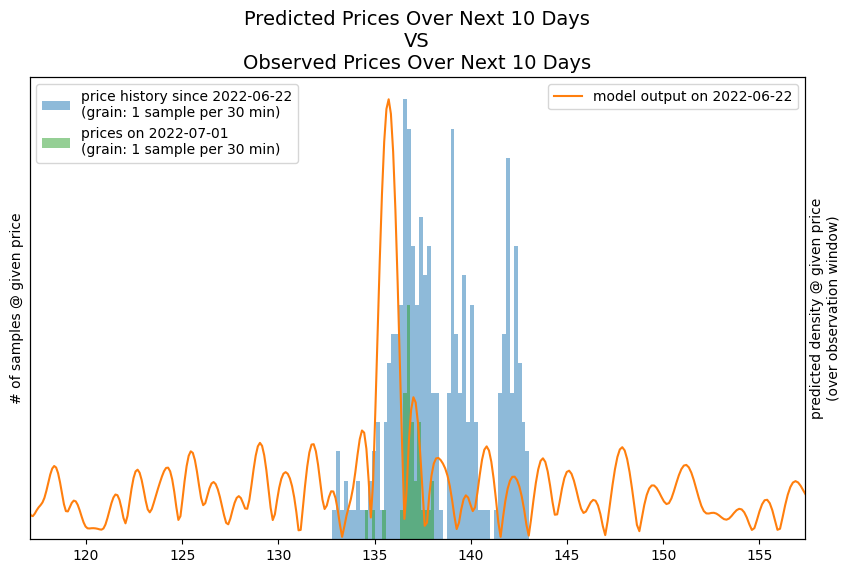 Predicted Prices Over Next 10 Days
VS
Observed Prices Over Next 10 Days
price history since 2022-06-22
(grain: 1 sample per 30 min)
prices on 2022-07-01
(grain: 1 sample per 30 min)
model output on 2022-06-22
# of samples @ given price
predicted density @ given price
(over observation window)
120 125 130 135 140 145 150 155